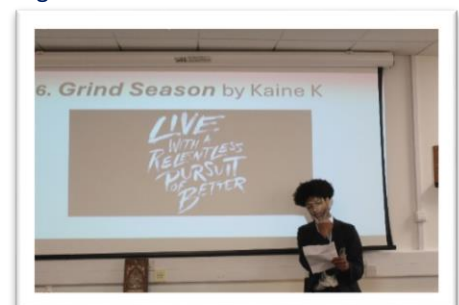 6. Grind Season by Kaine K
LIVE
WITH A
RELENTLESS
PURSUIT
OF
BETTER